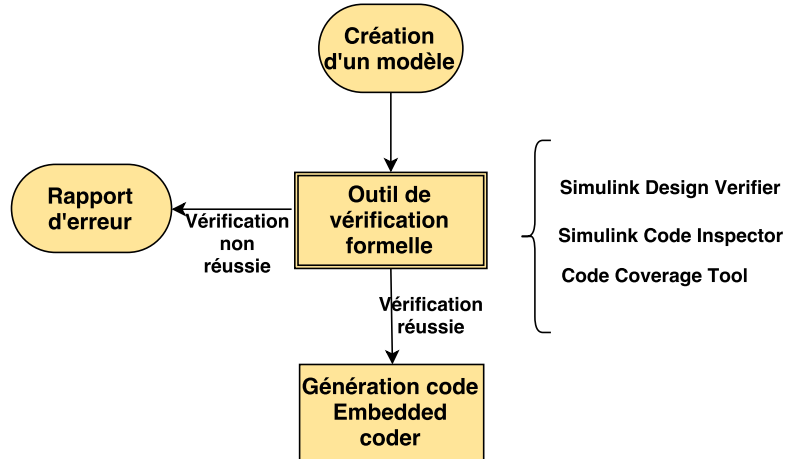 Création
d'un modèle
Rapport
d'erreur
Vérification
non
réussie
Outil de
vérification
formelle
Simulink Design Verifier
Simulink Code Inspector
Code Coverage Tool
Vérification
réussie
Génération code
Embedded
coder